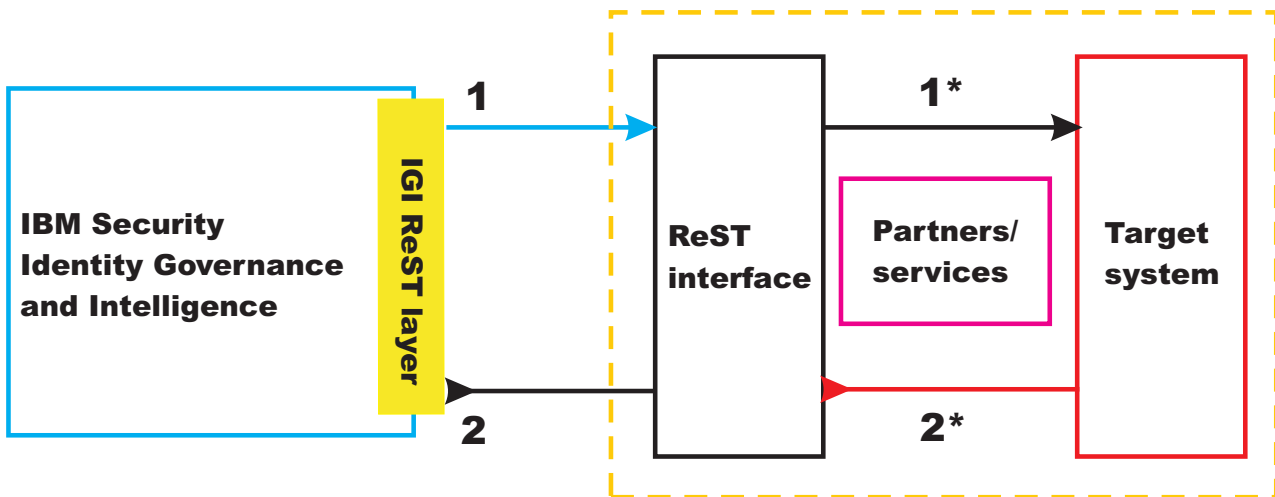 1
1*
IGI ReST layer
IBM Security
Identity Governance
and Intelligence
ReST
interface
Partners/
services
Target
system
2
2*